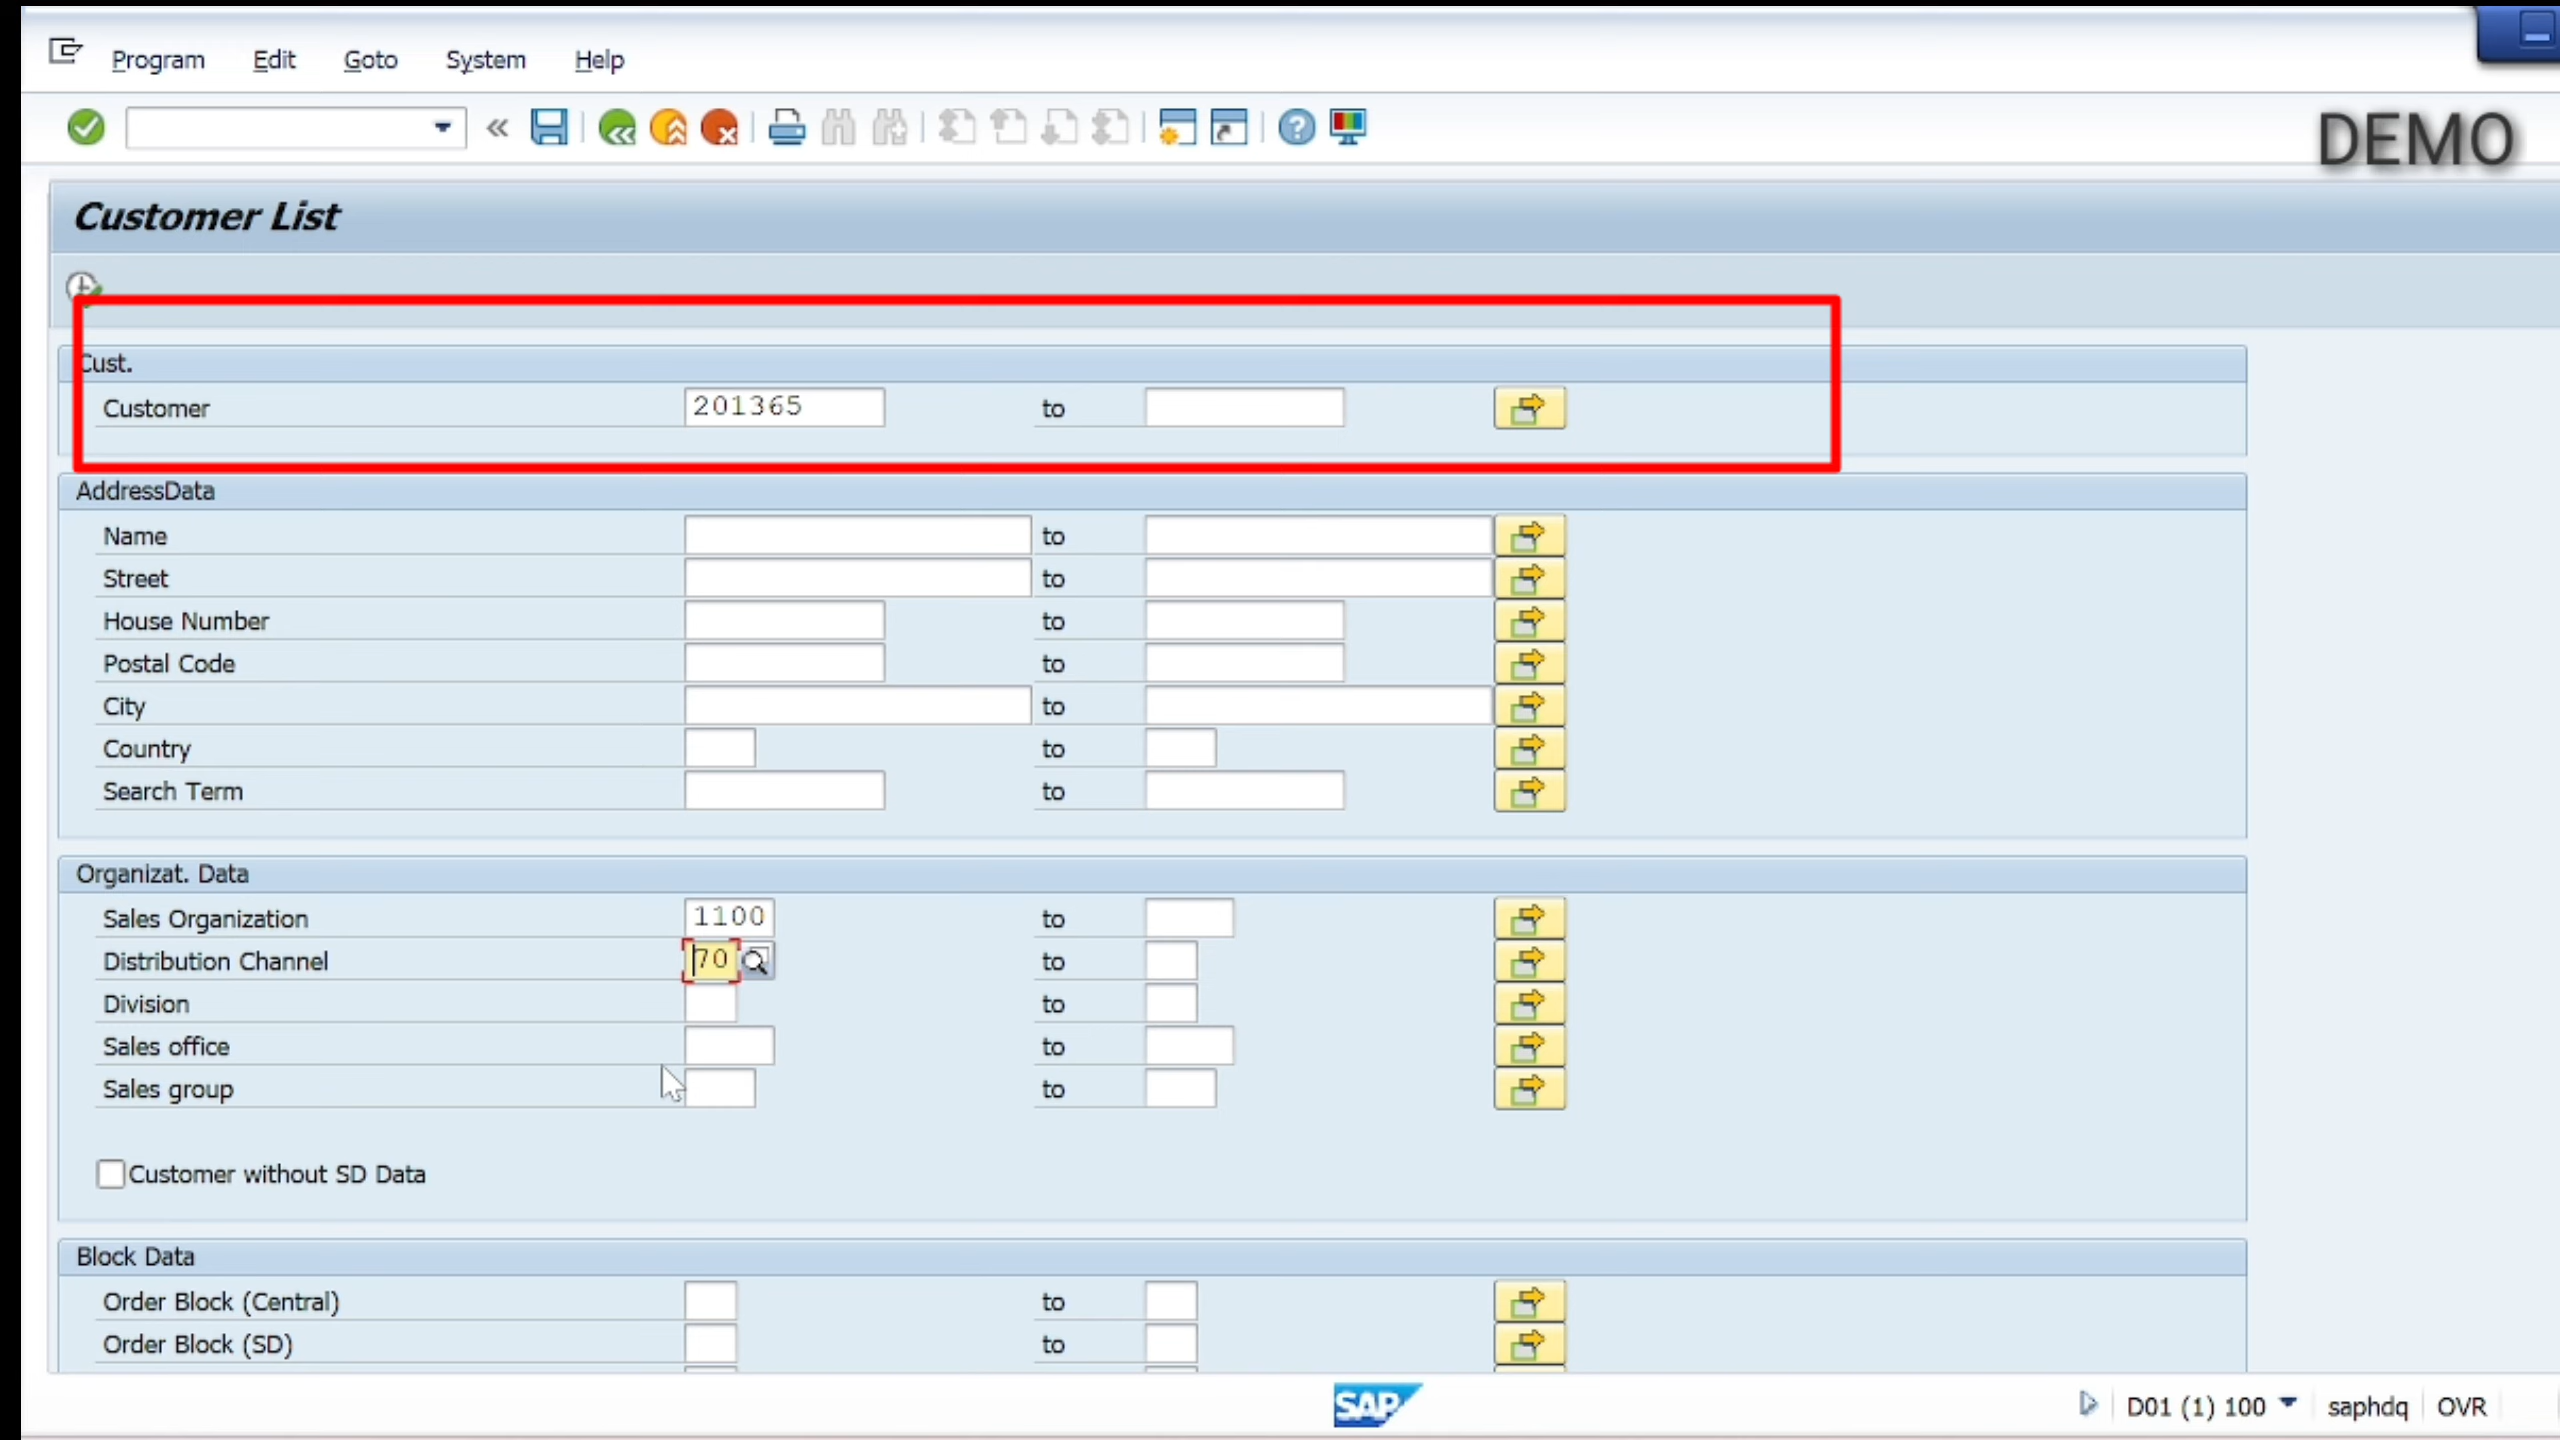 Program Edit Goto System Help
DEMO
Customer List
Cust.
Customer 201365 to
AddressData
Name to
Street to
House Number to
Postal Code to
City to
Country to
Search Term to
Organizat. Data
Sales Organization 1100 to
Distribution Channel 70 to
Division to
Sales office to
Sales group to
Customer without SD Data
Block Data
Order Block (Central) to
Order Block (SD) to
SAP D01 (1) 100 saphdq OVR